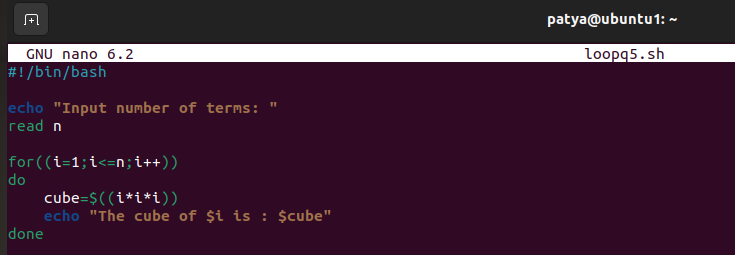 patya@ubuntu1: ~
GNU nano 6.2 loopq5.sh
#!/bin/bash
echo "Input number of terms: "
read n
for((i=1;i<=n;i++))
do
    cube=$((i*i*i))
    echo "The cube of $i is : $cube"
done